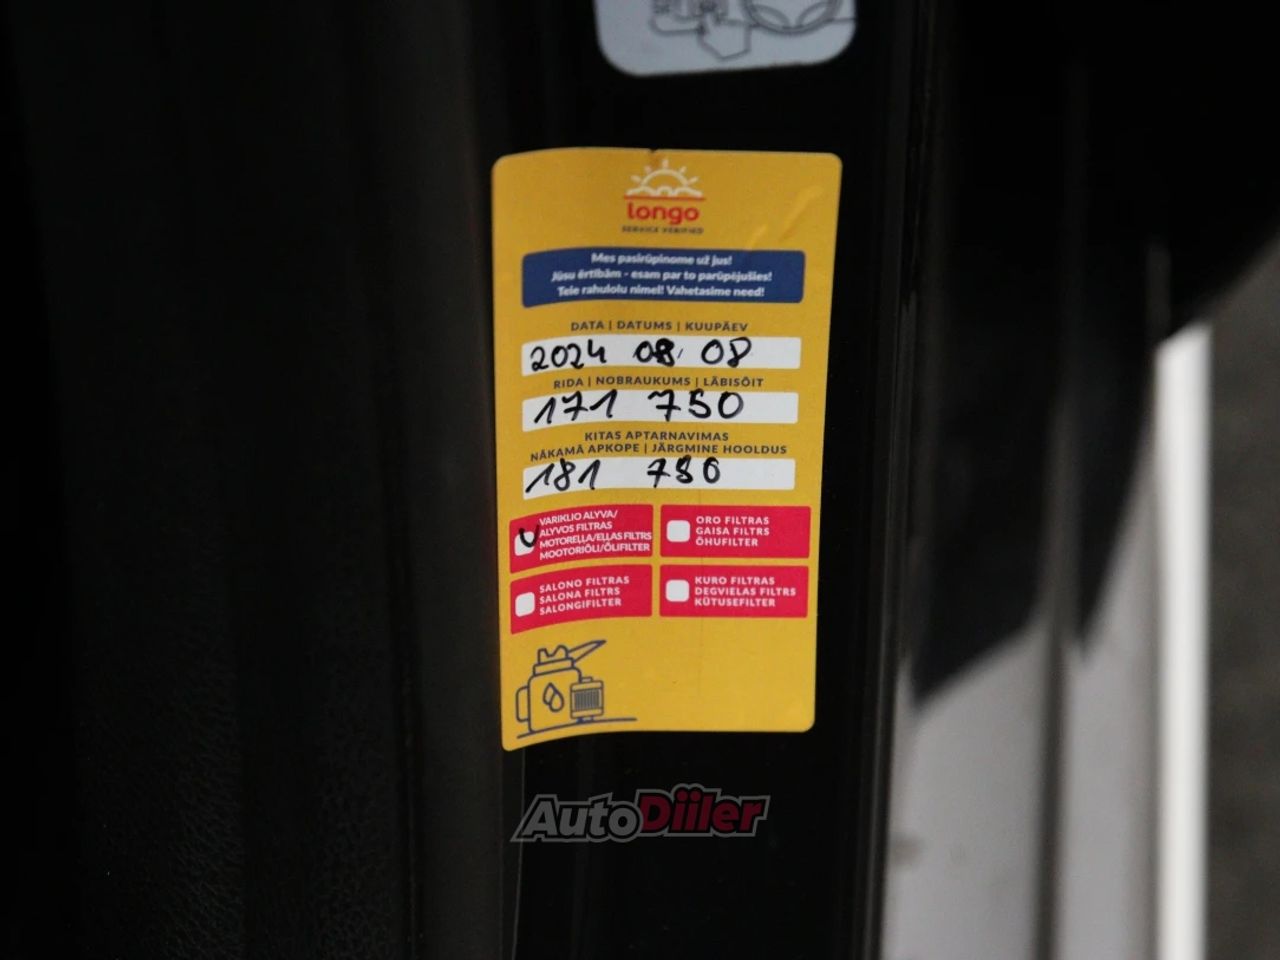 longo
SERVICE VERIFIED
Mes pasirūpinome už jus!
Jūsu ērtībām - esam par to parūpējušies!
Teie rahulolu nimel! Vahetasime need!
DATA | DATUMS | KUUPÄEV
2024 08. 08
RIDA | NOBRAUKUMS | LÄBISÕIT
171 750
KITAS APTARNAVIMAS
NĀKAMĀ APKOPE | JÄRGMINE HOOLDUS
181 750
VARIKLIO ALYVA/
ALYVOS FILTRAS
MOTOREĻĻA/EĻĻAS FILTRS
MOOTORIÕLI/ÕLIFILTER
ORO FILTRAS
GAISA FILTRS
ÕHUFILTER
SALONO FILTRAS
SALONA FILTRS
SALONGIFILTER
KURO FILTRAS
DEGVIELAS FILTRS
KÜTUSEFILTER
AutoDiiler